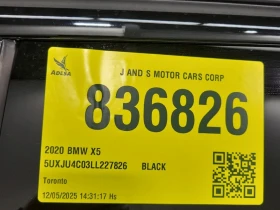 ADESA
J AND S MOTOR CARS CORP
836826
2020 BMW X5
5UXJU4C03LL227826 BLACK
Toronto
12/05/2025 14:31:17 Hs